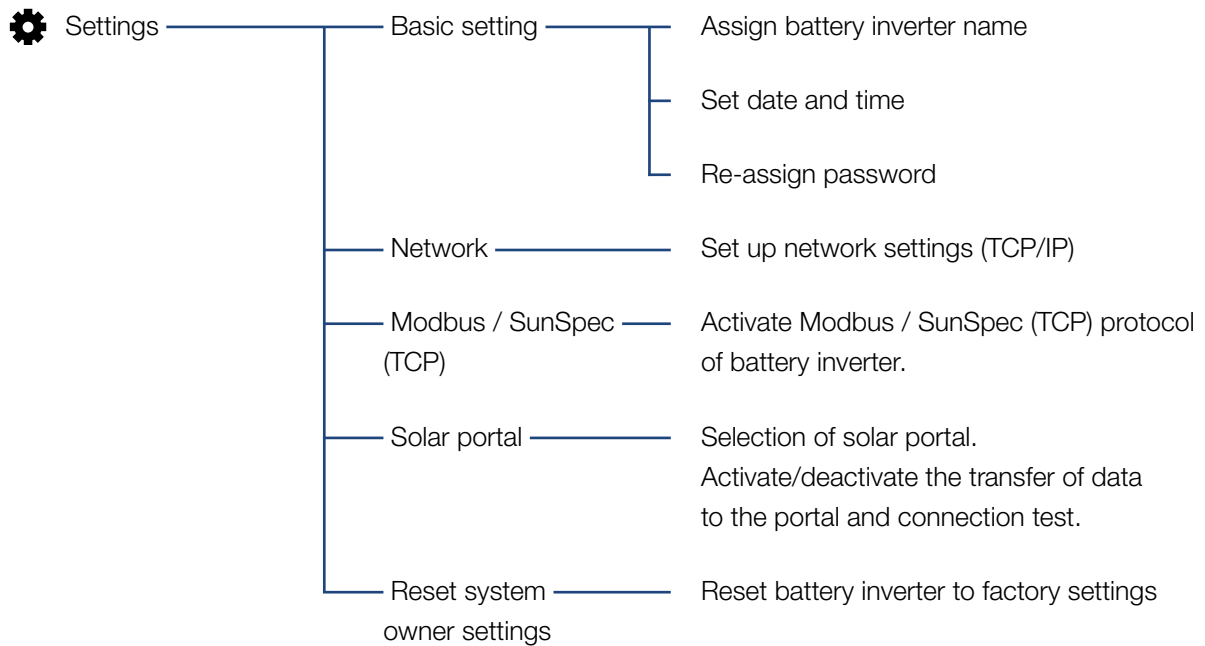 Settings Basic setting Assign battery inverter name
Set date and time
Re-assign password
Network Set up network settings (TCP/IP)
Modbus / SunSpec Activate Modbus / SunSpec (TCP) protocol
(TCP) of battery inverter.
Solar portal Selection of solar portal.
Activate/deactivate the transfer of data
to the portal and connection test.
Reset system Reset battery inverter to factory settings
owner settings